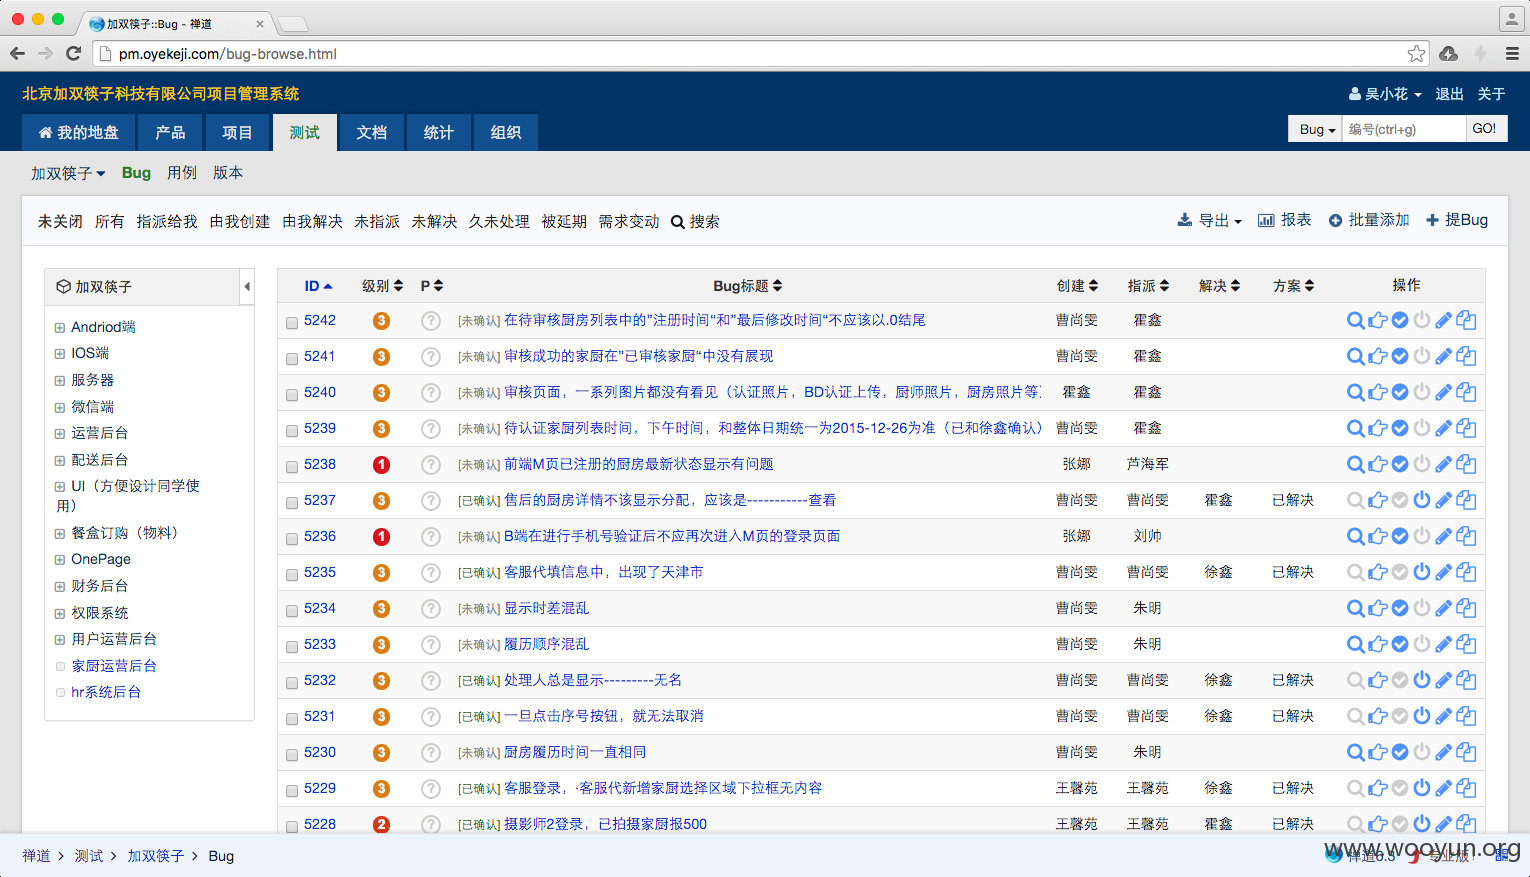 加双筷子::Bug - 禅道
pm.oyekeji.com/bug-browse.html
北京加双筷子科技有限公司项目管理系统
吴小花 退出 关于
我的地盘 产品 项目 测试 文档 统计 组织
Bug 编号(ctrl+g) GO!
加双筷子 Bug 用例 版本
未关闭 所有 指派给我 由我创建 由我解决 未指派 未解决 久未处理 被延期 需求变动 搜索
导出 报表 批量添加 提Bug
加双筷子
Andriod端
IOS端
服务器
微信端
运营后台
配送后台
UI（方便设计同学使
用）
餐盒订购（物料）
OnePage
财务后台
权限系统
用户运营后台
家厨运营后台
hr系统后台
ID 级别 P Bug标题 创建 指派 解决 方案 操作
5242 3 ? [未确认] 在待审核厨房列表中的”注册时间“和”最后修改时间“不应该以.0结尾 曹尚雯 霍鑫
5241 3 ? [未确认] 审核成功的家厨在”已审核家厨“中没有展现 曹尚雯 霍鑫
5240 3 ? [未确认] 审核页面，一系列图片都没有看见（认证照片，BD认证上传，厨师照片，厨房照片等） 霍鑫 霍鑫
5239 3 ? [未确认] 待认证家厨列表时间，下午时间，和整体日期统一为2015-12-26为准（已和徐鑫确认） 曹尚雯 霍鑫
5238 1 ? [未确认] 前端M页已注册的厨房最新状态显示有问题 张娜 芦海军
5237 3 ? [已确认] 售后的厨房详情不该显示分配，应该是-----------查看 曹尚雯 曹尚雯 霍鑫 已解决
5236 1 ? [未确认] B端在进行手机号验证后不应再次进入M页的登录页面 张娜 刘帅
5235 3 ? [已确认] 客服代填信息中，出现了天津市 曹尚雯 曹尚雯 徐鑫 已解决
5234 3 ? [未确认] 显示时差混乱 曹尚雯 朱明
5233 3 ? [未确认] 履历顺序混乱 曹尚雯 朱明
5232 3 ? [已确认] 处理人总是显示---------无名 曹尚雯 曹尚雯 徐鑫 已解决
5231 3 ? [已确认] 一旦点击序号按钮，就无法取消 曹尚雯 曹尚雯 徐鑫 已解决
5230 3 ? [未确认] 厨房履历时间一直相同 曹尚雯 朱明
5229 3 ? [已确认] 客服登录，·客服代新增家厨选择区域下拉框无内容 王馨苑 王馨苑 徐鑫 已解决
5228 2 ? [已确认] 摄影师2登录，已拍摄家厨报500 王馨苑 王馨苑 霍鑫 已解决
禅道 > 测试 > 加双筷子 > Bug
禅道6.3 专业版
www.wooyun.org